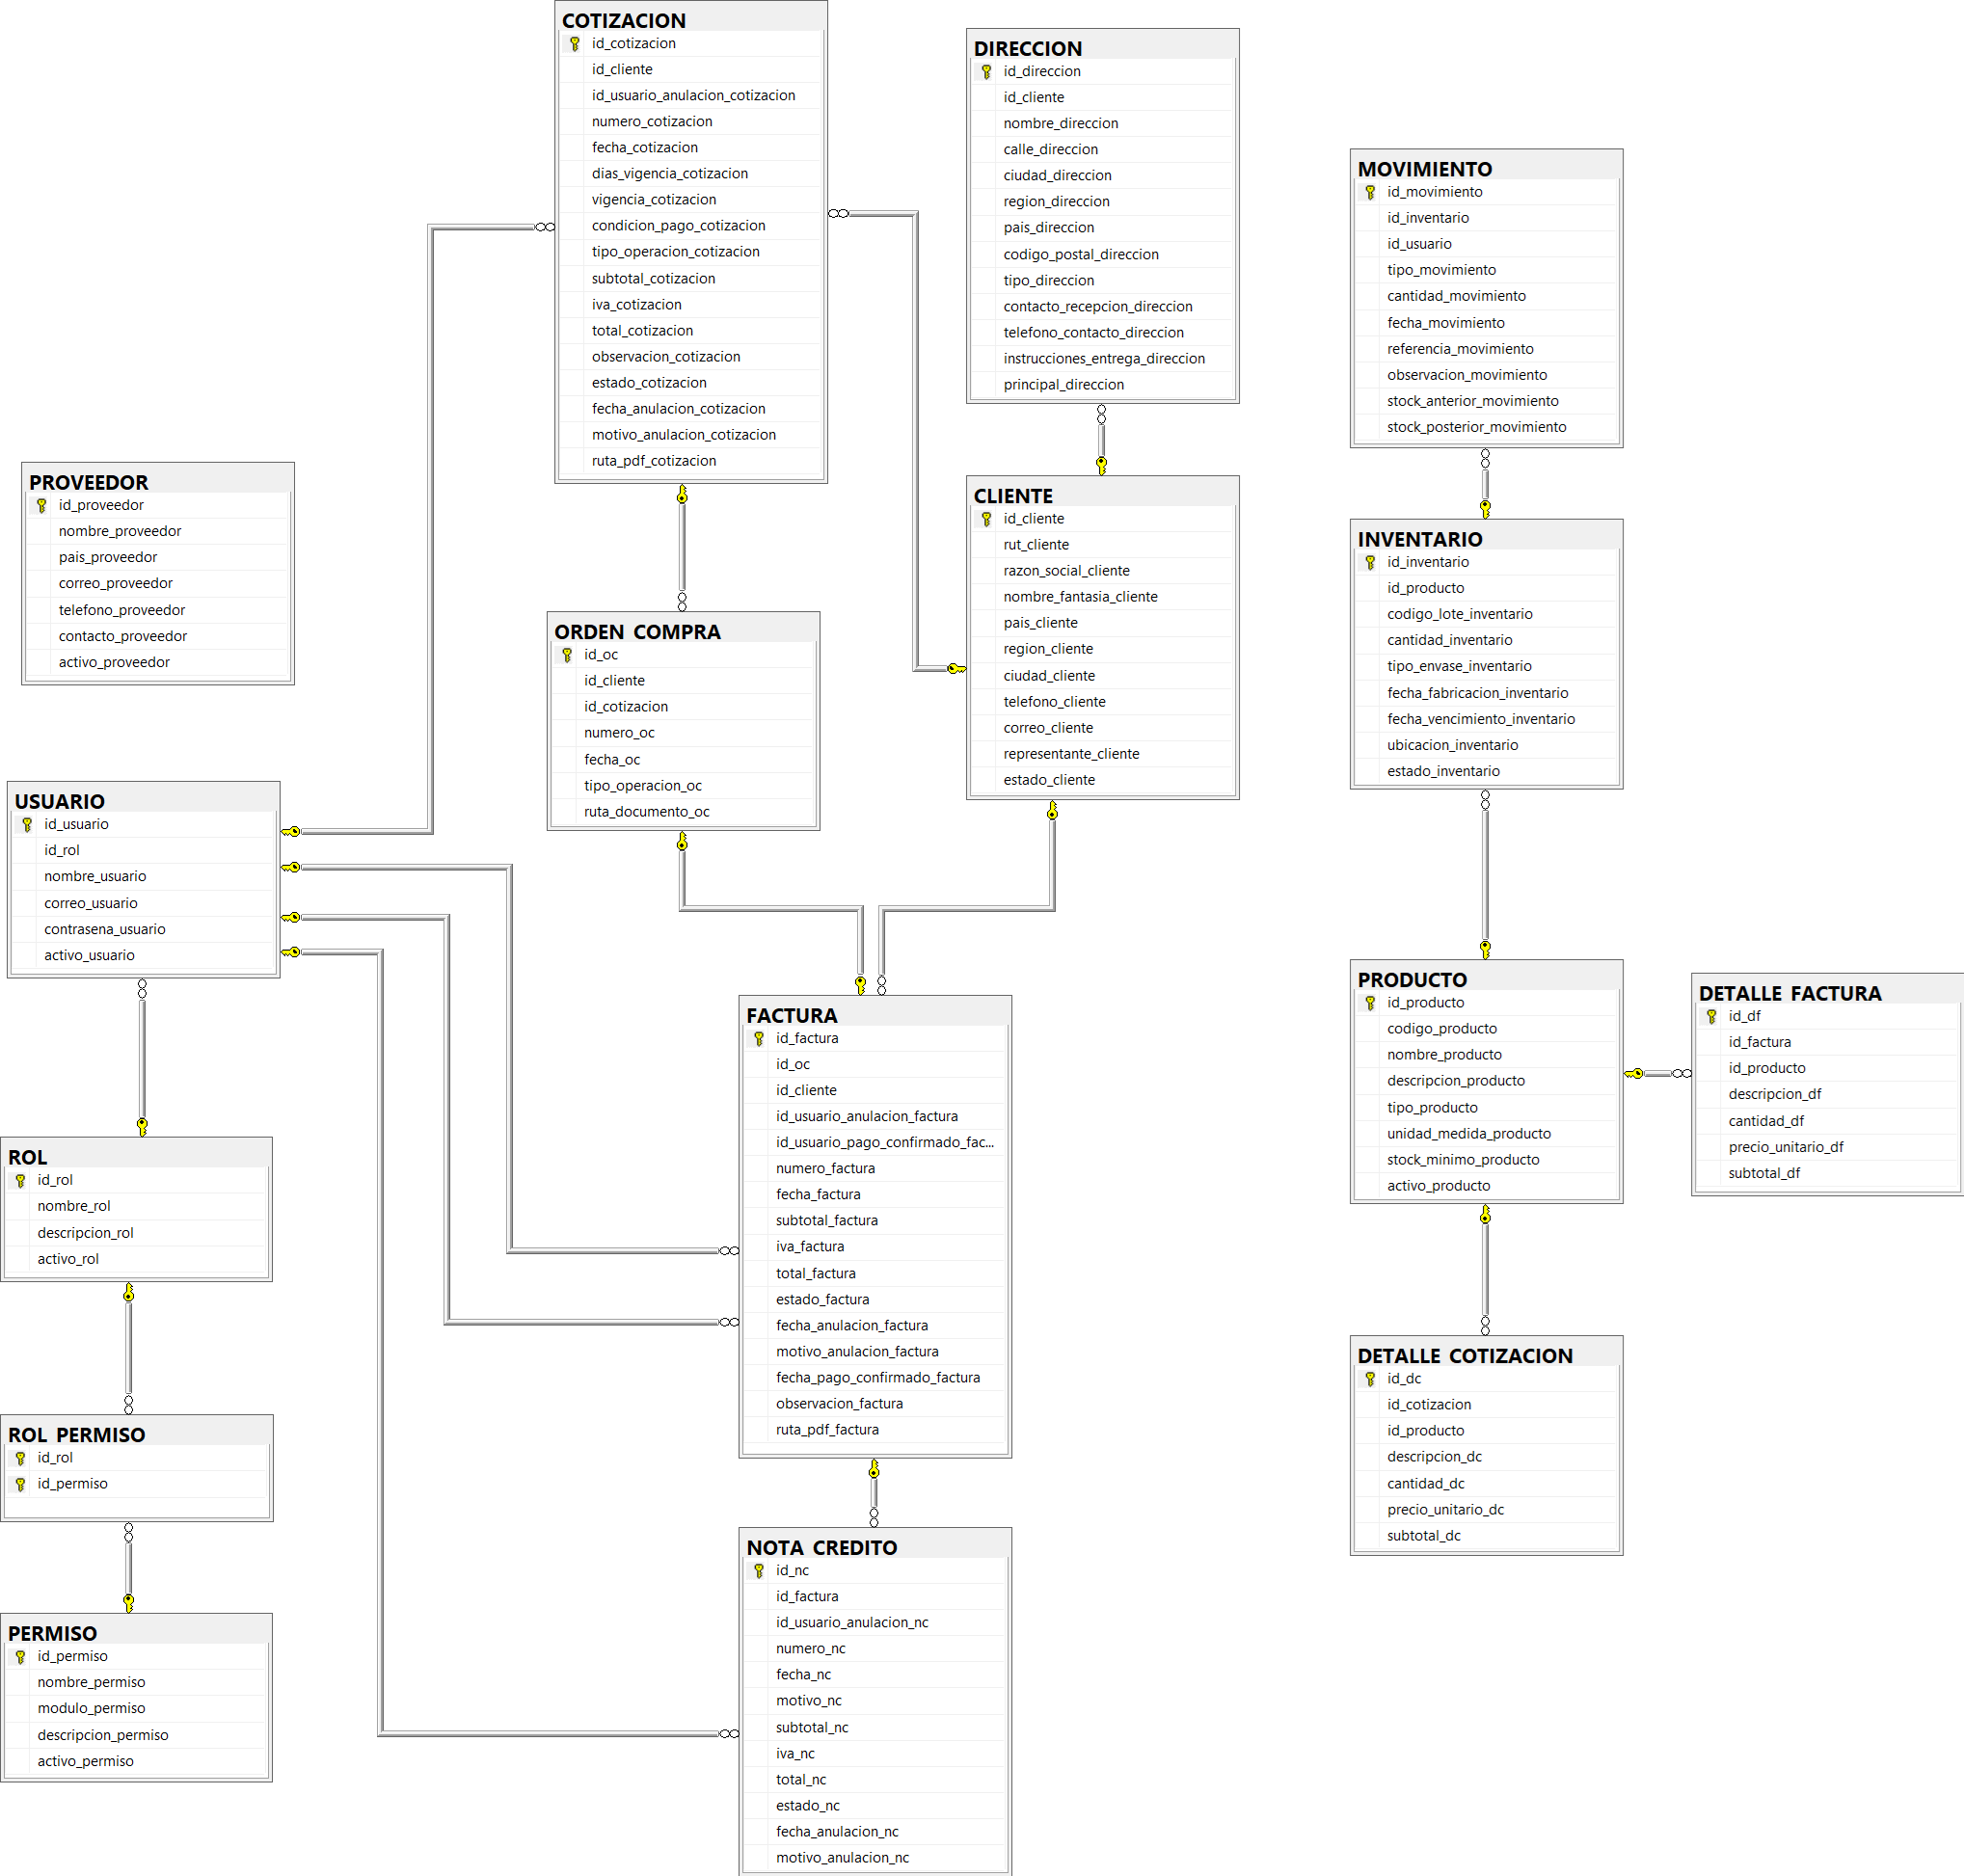 COTIZACION
id_cotizacion
id_cliente
id_usuario_anulacion_cotizacion
numero_cotizacion
fecha_cotizacion
dias_vigencia_cotizacion
vigencia_cotizacion
condicion_pago_cotizacion
tipo_operacion_cotizacion
subtotal_cotizacion
iva_cotizacion
total_cotizacion
observacion_cotizacion
estado_cotizacion
fecha_anulacion_cotizacion
motivo_anulacion_cotizacion
ruta_pdf_cotizacion
DIRECCION
id_direccion
id_cliente
nombre_direccion
calle_direccion
ciudad_direccion
region_direccion
pais_direccion
codigo_postal_direccion
tipo_direccion
contacto_recepcion_direccion
telefono_contacto_direccion
instrucciones_entrega_direccion
principal_direccion
MOVIMIENTO
id_movimiento
id_inventario
id_usuario
tipo_movimiento
cantidad_movimiento
fecha_movimiento
referencia_movimiento
observacion_movimiento
stock_anterior_movimiento
stock_posterior_movimiento
PROVEEDOR
id_proveedor
nombre_proveedor
pais_proveedor
correo_proveedor
telefono_proveedor
contacto_proveedor
activo_proveedor
CLIENTE
id_cliente
rut_cliente
razon_social_cliente
nombre_fantasia_cliente
pais_cliente
region_cliente
ciudad_cliente
telefono_cliente
correo_cliente
representante_cliente
estado_cliente
INVENTARIO
id_inventario
id_producto
codigo_lote_inventario
cantidad_inventario
tipo_envase_inventario
fecha_fabricacion_inventario
fecha_vencimiento_inventario
ubicacion_inventario
estado_inventario
ORDEN_COMPRA
id_oc
id_cliente
id_cotizacion
numero_oc
fecha_oc
tipo_operacion_oc
ruta_documento_oc
USUARIO
id_usuario
id_rol
nombre_usuario
correo_usuario
contrasena_usuario
activo_usuario
PRODUCTO
id_producto
codigo_producto
nombre_producto
descripcion_producto
tipo_producto
unidad_medida_producto
stock_minimo_producto
activo_producto
DETALLE_FACTURA
id_df
id_factura
id_producto
descripcion_df
cantidad_df
precio_unitario_df
subtotal_df
FACTURA
id_factura
id_oc
id_cliente
id_usuario_anulacion_factura
id_usuario_pago_confirmado_fac...
numero_factura
fecha_factura
subtotal_factura
iva_factura
total_factura
estado_factura
fecha_anulacion_factura
motivo_anulacion_factura
fecha_pago_confirmado_factura
observacion_factura
ruta_pdf_factura
ROL
id_rol
nombre_rol
descripcion_rol
activo_rol
DETALLE_COTIZACION
id_dc
id_cotizacion
id_producto
descripcion_dc
cantidad_dc
precio_unitario_dc
subtotal_dc
ROL_PERMISO
id_rol
id_permiso
NOTA_CREDITO
id_nc
id_factura
id_usuario_anulacion_nc
numero_nc
fecha_nc
motivo_nc
subtotal_nc
iva_nc
total_nc
estado_nc
fecha_anulacion_nc
motivo_anulacion_nc
PERMISO
id_permiso
nombre_permiso
modulo_permiso
descripcion_permiso
activo_permiso